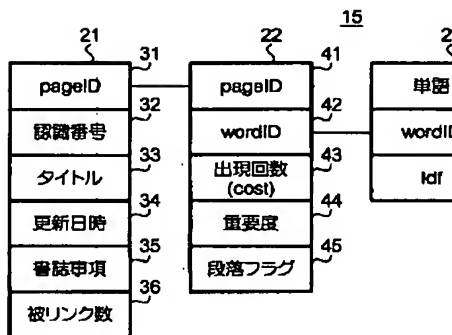 15
21
31
pageID
32
認識番号
33
タイトル
34
更新日時
35
書誌事項
36
被リンク数
22
41
pageID
42
wordID
43
出現回数
(cost)
44
重要度
45
段落フラグ
単語
wordID
idf